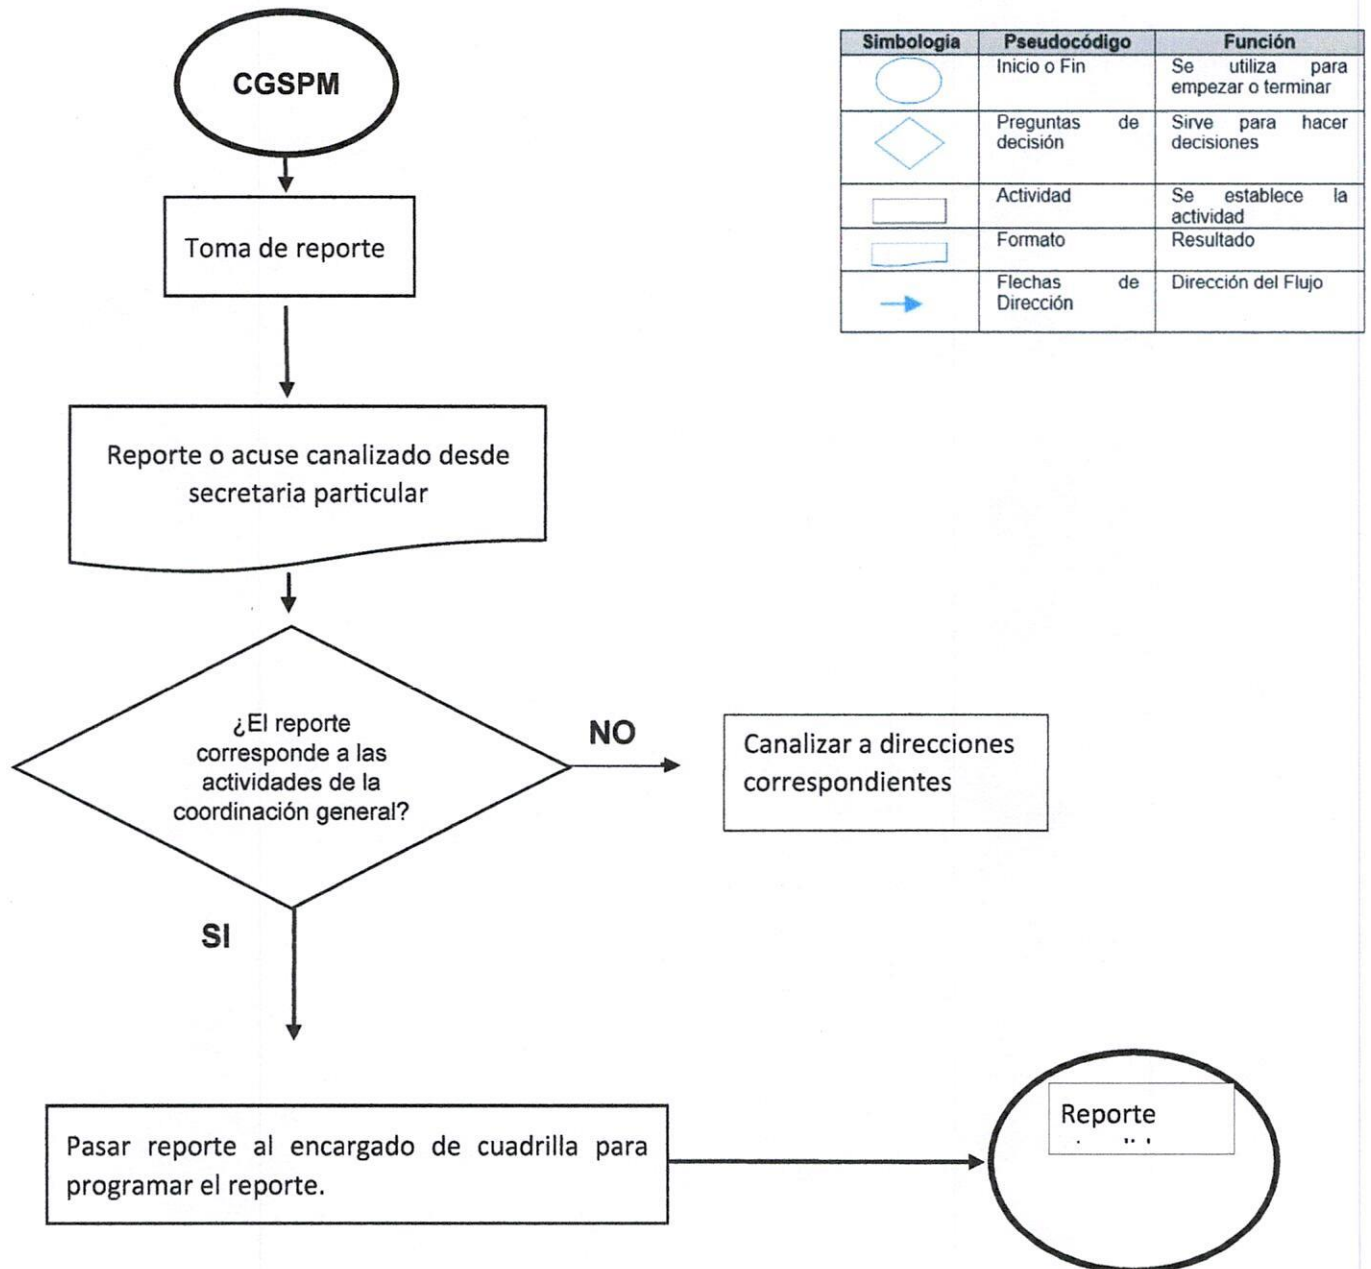 CGSPM
Simbologia Pseudocódigo Función
Inicio o Fin Se utiliza para
empezar o terminar
Preguntas de Sirve para hacer
decisión decisiones
Actividad Se establece la
actividad
Formato Resultado
Flechas de Dirección del Flujo
Dirección
Toma de reporte
Reporte o acuse canalizado desde
secretaria particular
¿El reporte
corresponde a las
actividades de la
coordinación general?
NO
Canalizar a direcciones
correspondientes
SI
Pasar reporte al encargado de cuadrilla para
programar el reporte.
Reporte